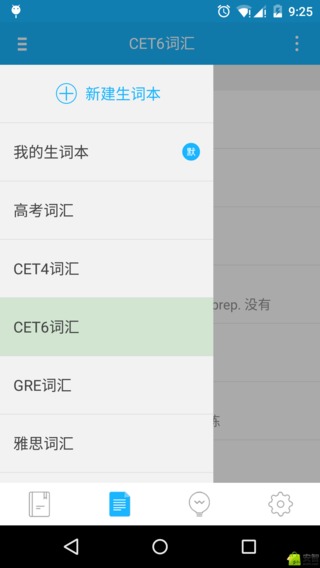 9:25
CET6词汇
新建生词本
我的生词本
默
高考词汇
CET4词汇
prep. 没有
CET6词汇
GRE词汇
练
雅思词汇
安智